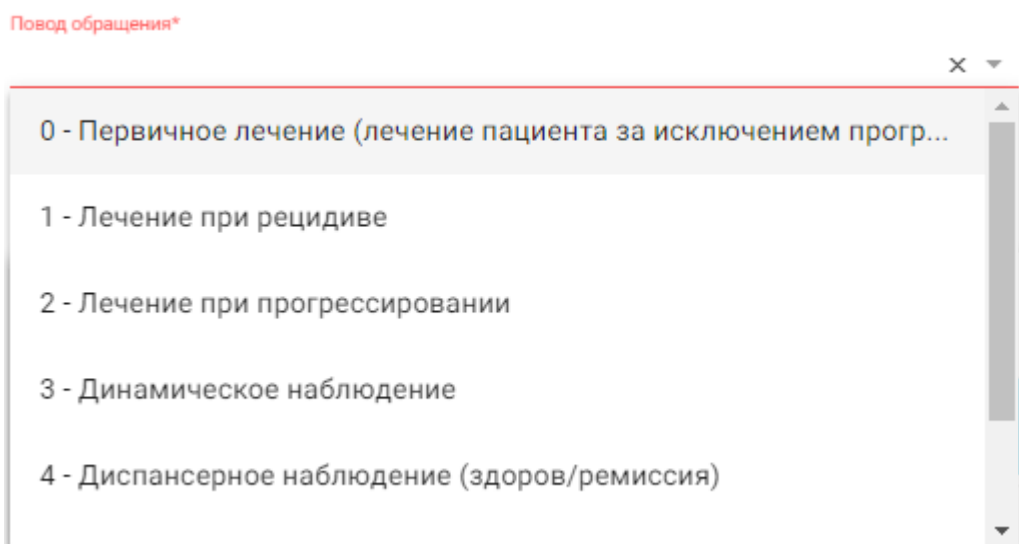 Повод обращения*
0 - Первичное лечение (лечение пациента за исключением прогр...
1 - Лечение при рецидиве
2 - Лечение при прогрессировании
3 - Динамическое наблюдение
4 - Диспансерное наблюдение (здоров/ремиссия)